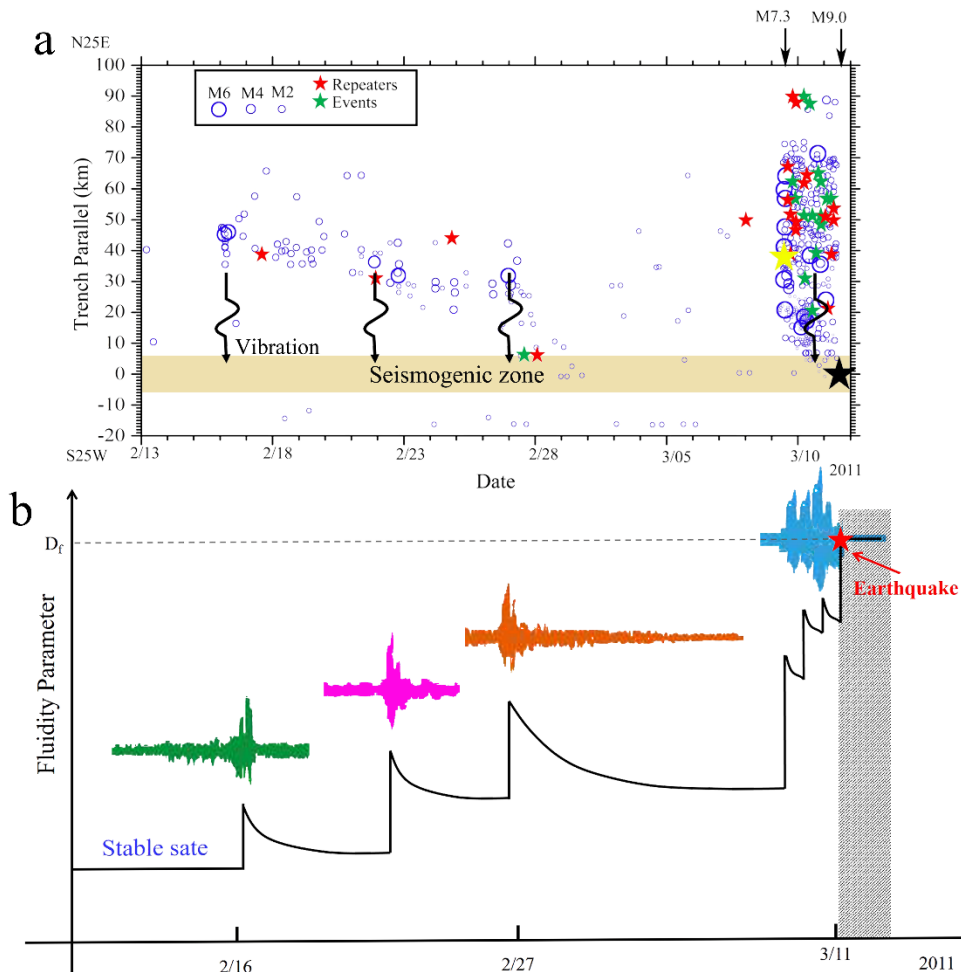 a
N25E
M7.3
M9.0
M6 M4 M2
Repeaters
Events
Trench Parallel (km)
100
90
80
70
60
50
40
30
20
10
0
-10
-20
Vibration
Seismogenic zone
S25W
2/13
2/18
2/23
2/28
3/05
3/10
2011
Date
b
Df
Fluidity Parameter
Earthquake
Stable sate
2/16
2/27
3/11
2011